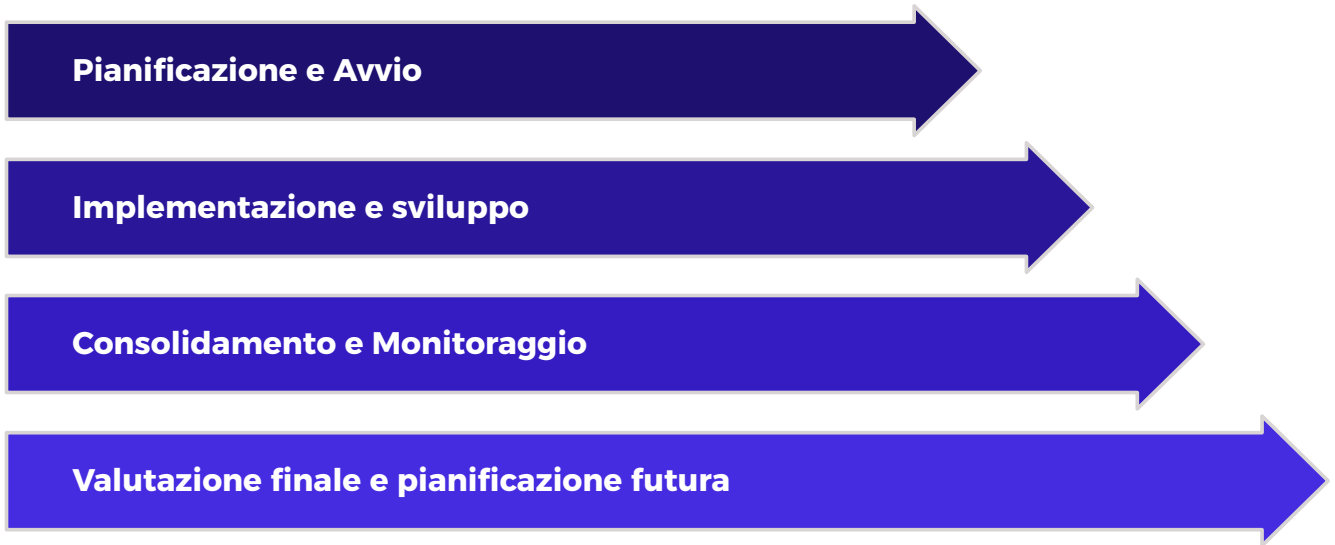 Pianificazione e Avvio
Implementazione e sviluppo
Consolidamento e Monitoraggio
Valutazione finale e pianificazione futura